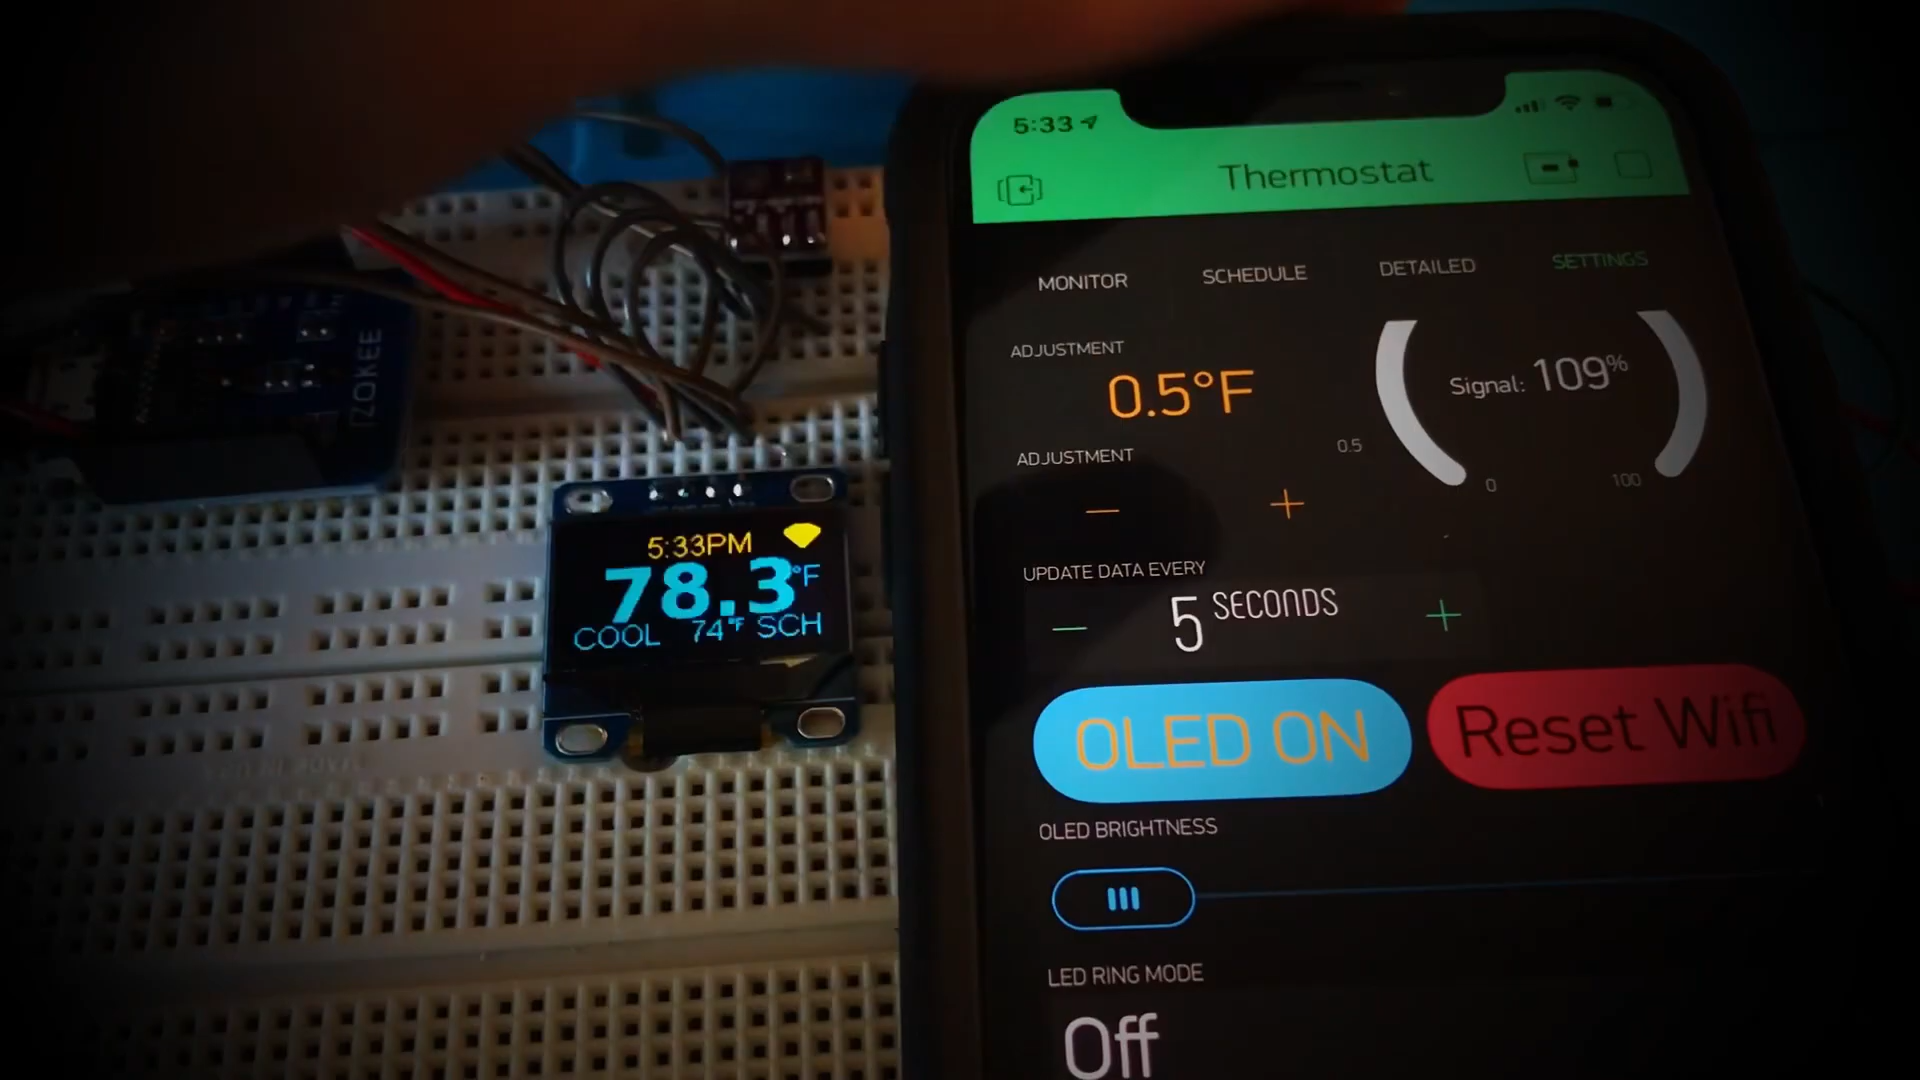 ZOKEE
5:33PM
78.3°F
COOL 74°F SCH
5:33
Thermostat
MONITOR SCHEDULE DETAILED SETTINGS
ADJUSTMENT
0.5°F
Signal: 109%
ADJUSTMENT
0.5
0 100
— +
UPDATE DATA EVERY
— 5 SECONDS +
OLED ON Reset Wifi
OLED BRIGHTNESS
LED RING MODE
Off